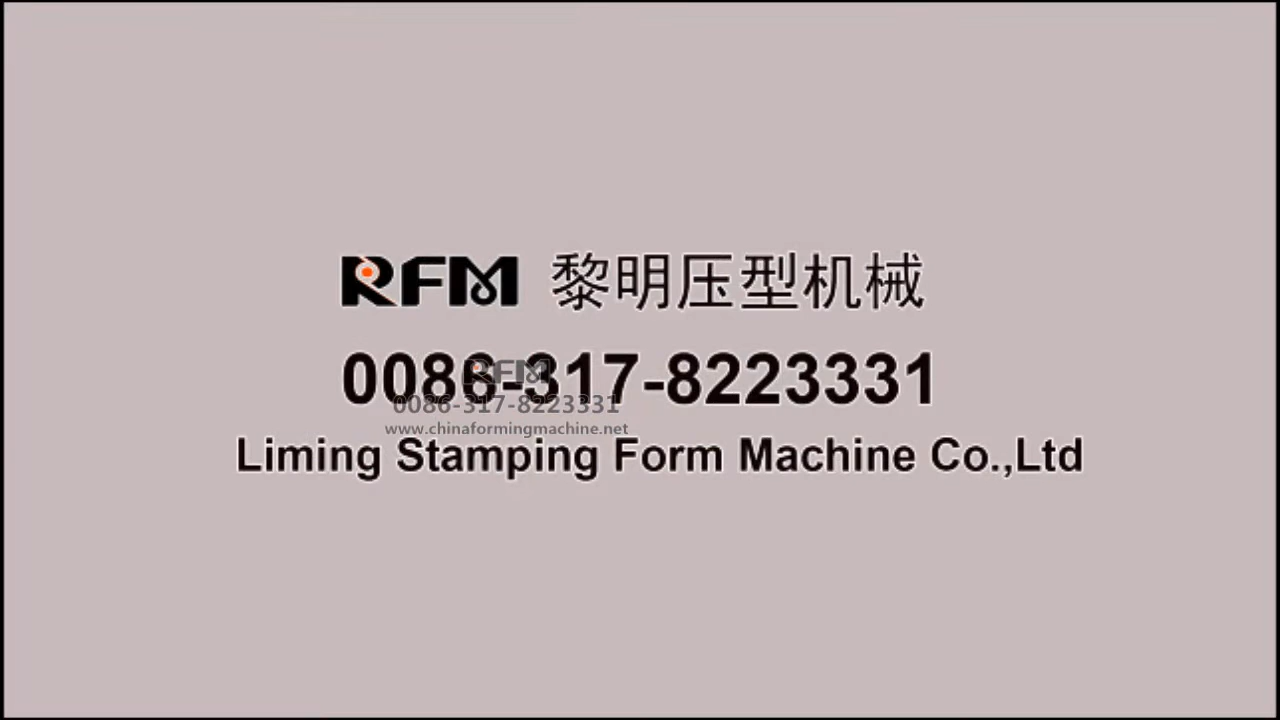 RFM 黎明压型机械
0086-317-8223331
RFM
0086-317-8223331
www.chinaformingmachine.net
Liming Stamping Form Machine Co.,Ltd